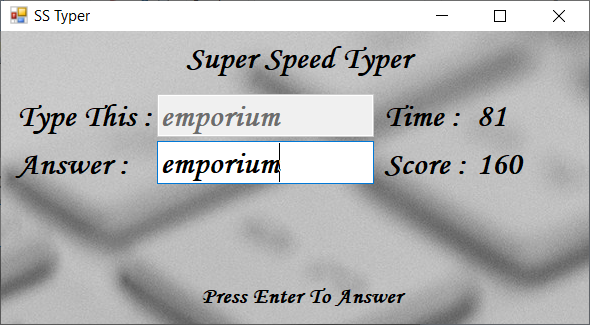 SS Typer
Super Speed Typer
Type This : emporium Time : 81
Answer : emporium Score : 160
Press Enter To Answer